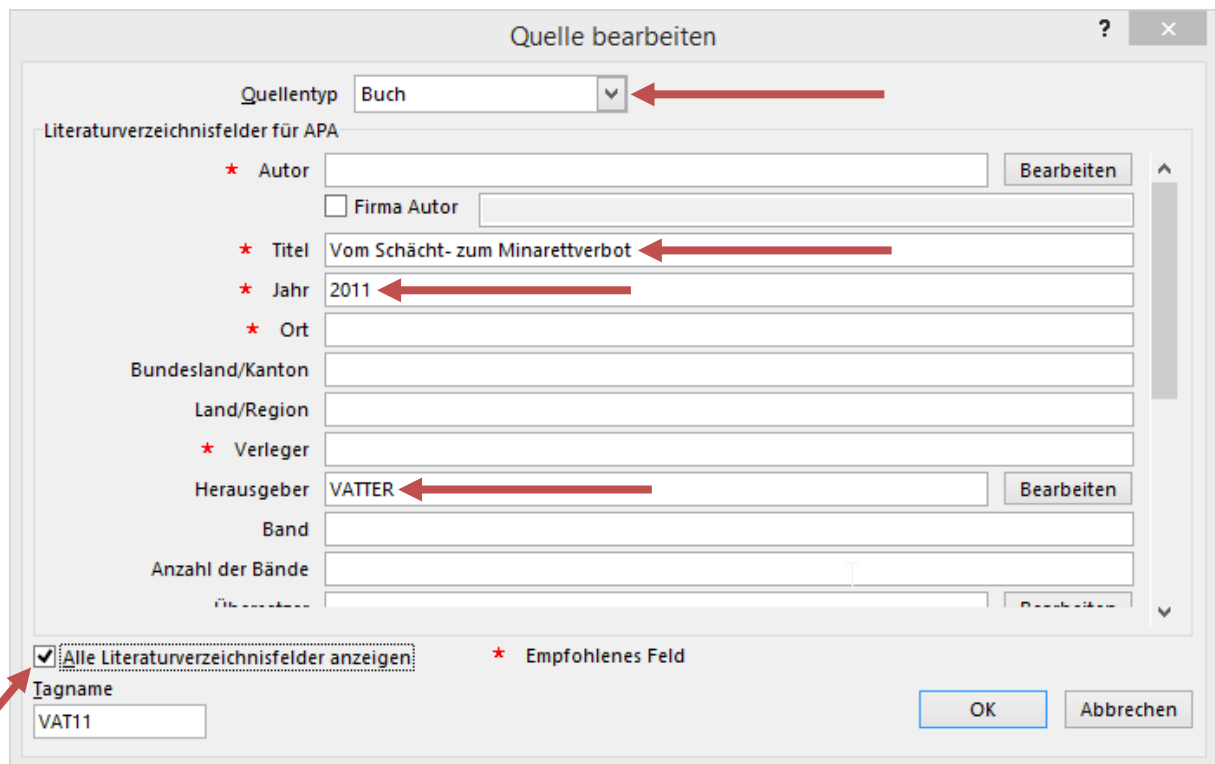 Quelle bearbeiten ?
Quellentyp Buch
Literaturverzeichnisfelder für APA
* Autor Bearbeiten
Firma Autor
* Titel Vom Schächt- zum Minarettverbot
* Jahr 2011
* Ort
Bundesland/Kanton
Land/Region
* Verleger
Herausgeber VATTER Bearbeiten
Band
Anzahl der Bände
Alle Literaturverzeichnisfelder anzeigen * Empfohlenes Feld
Tagname
VAT11 OK Abbrechen